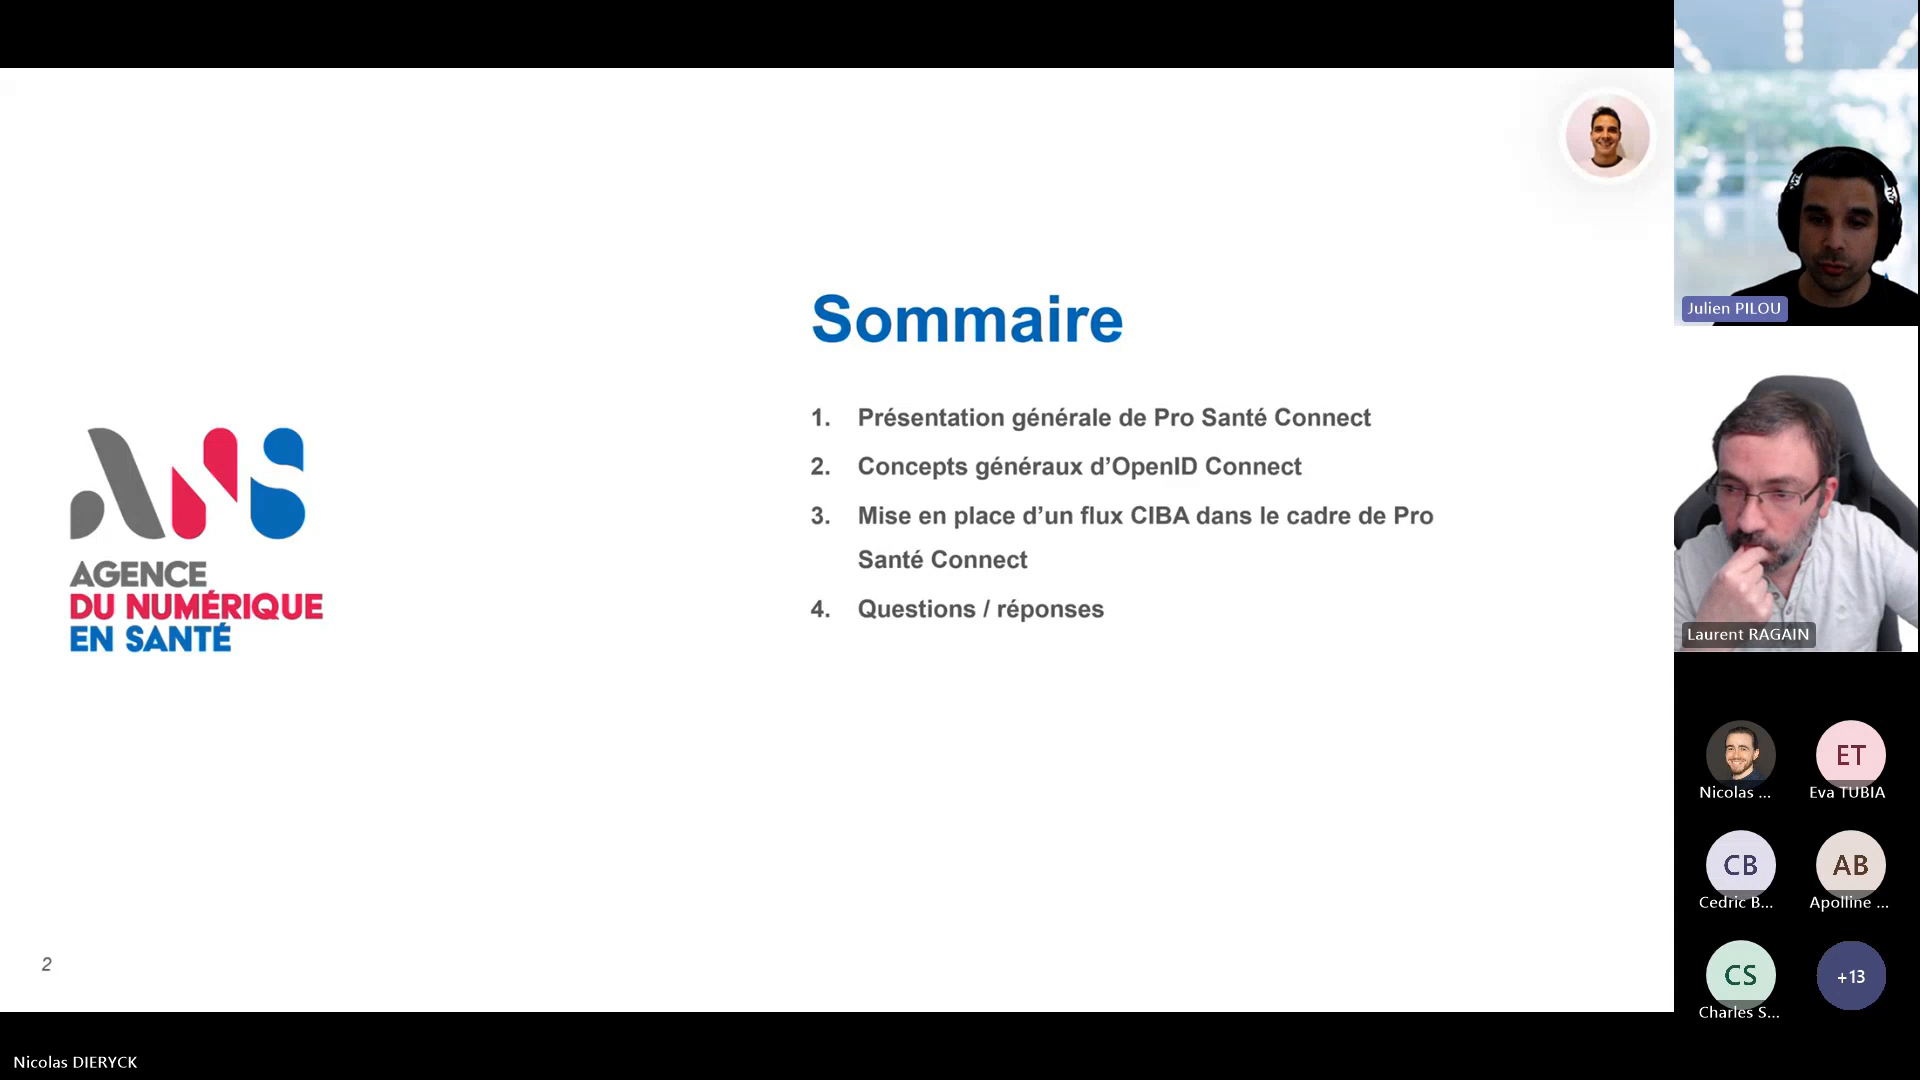 Sommaire
1. Présentation générale de Pro Santé Connect
2. Concepts généraux d’OpenID Connect
3. Mise en place d’un flux CIBA dans le cadre de Pro
Santé Connect
4. Questions / réponses
ANS
AGENCE
DU NUMÉRIQUE
EN SANTÉ
2
Nicolas DIERYCK
Julien PILOU
Laurent RAGAIN
Nicolas ...
ET
Eva TUBIA
CB
Cedric B...
AB
Apolline ...
CS
Charles S...
+13